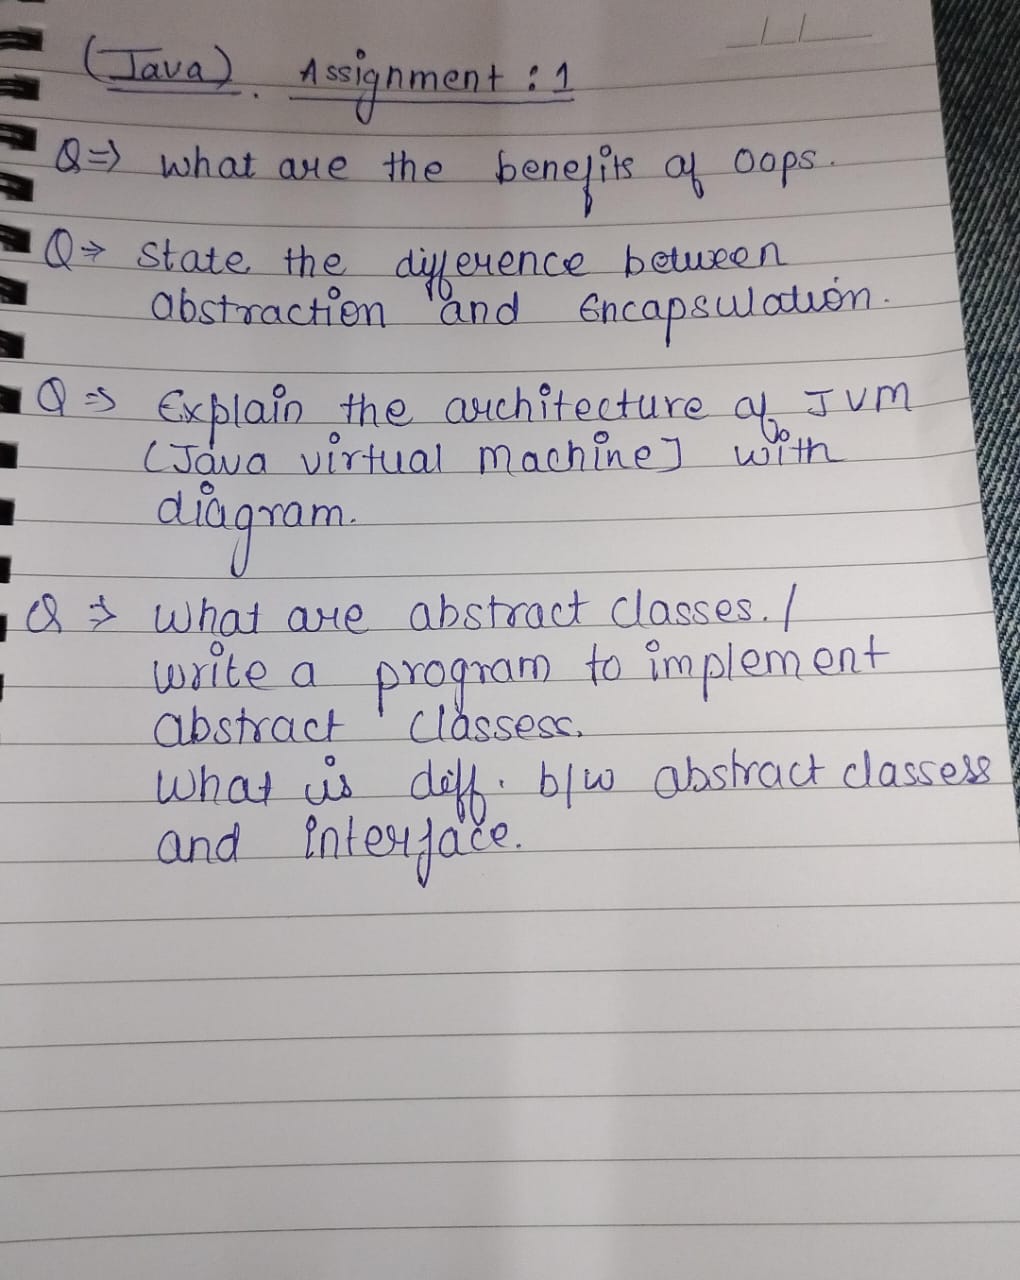 (Java). Assignment : 1
Q⇒ what are the benefits of oops.
Q⇒ State the difference between
abstraction and Encapsulation.
Q⇒ Explain the architecture of JVM
(Java virtual machine] with
diagram.
Q⇒ What are abstract classes. /
write a program to implement
abstract classess.
What is diff. b/w abstract classess
and interface.